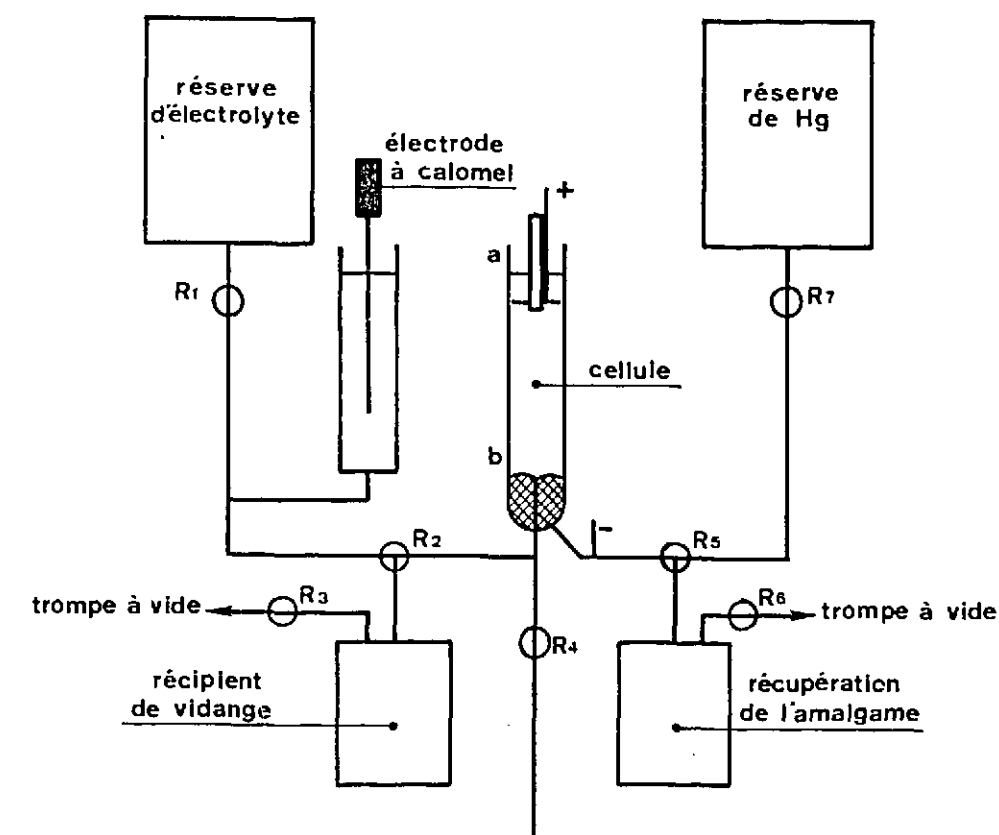 réserve
d'électrolyte
réserve
de Hg
électrode
à calomel
+
a
R1
R7
cellule
b
-
R2
R5
trompe à vide
R3
R6
trompe à vide
R4
récipient
de vidange
récupération
de l'amalgame